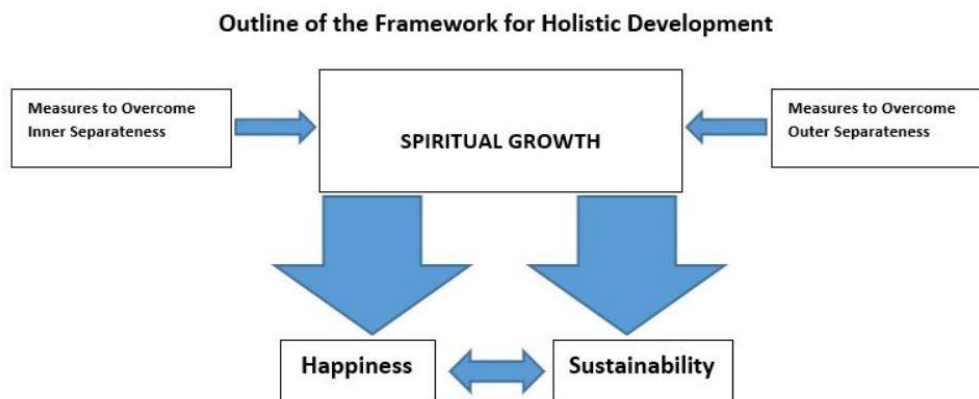 Outline of the Framework for Holistic Development
Measures to Overcome
Inner Separateness
SPIRITUAL GROWTH
Measures to Overcome
Outer Separateness
Happiness
Sustainability